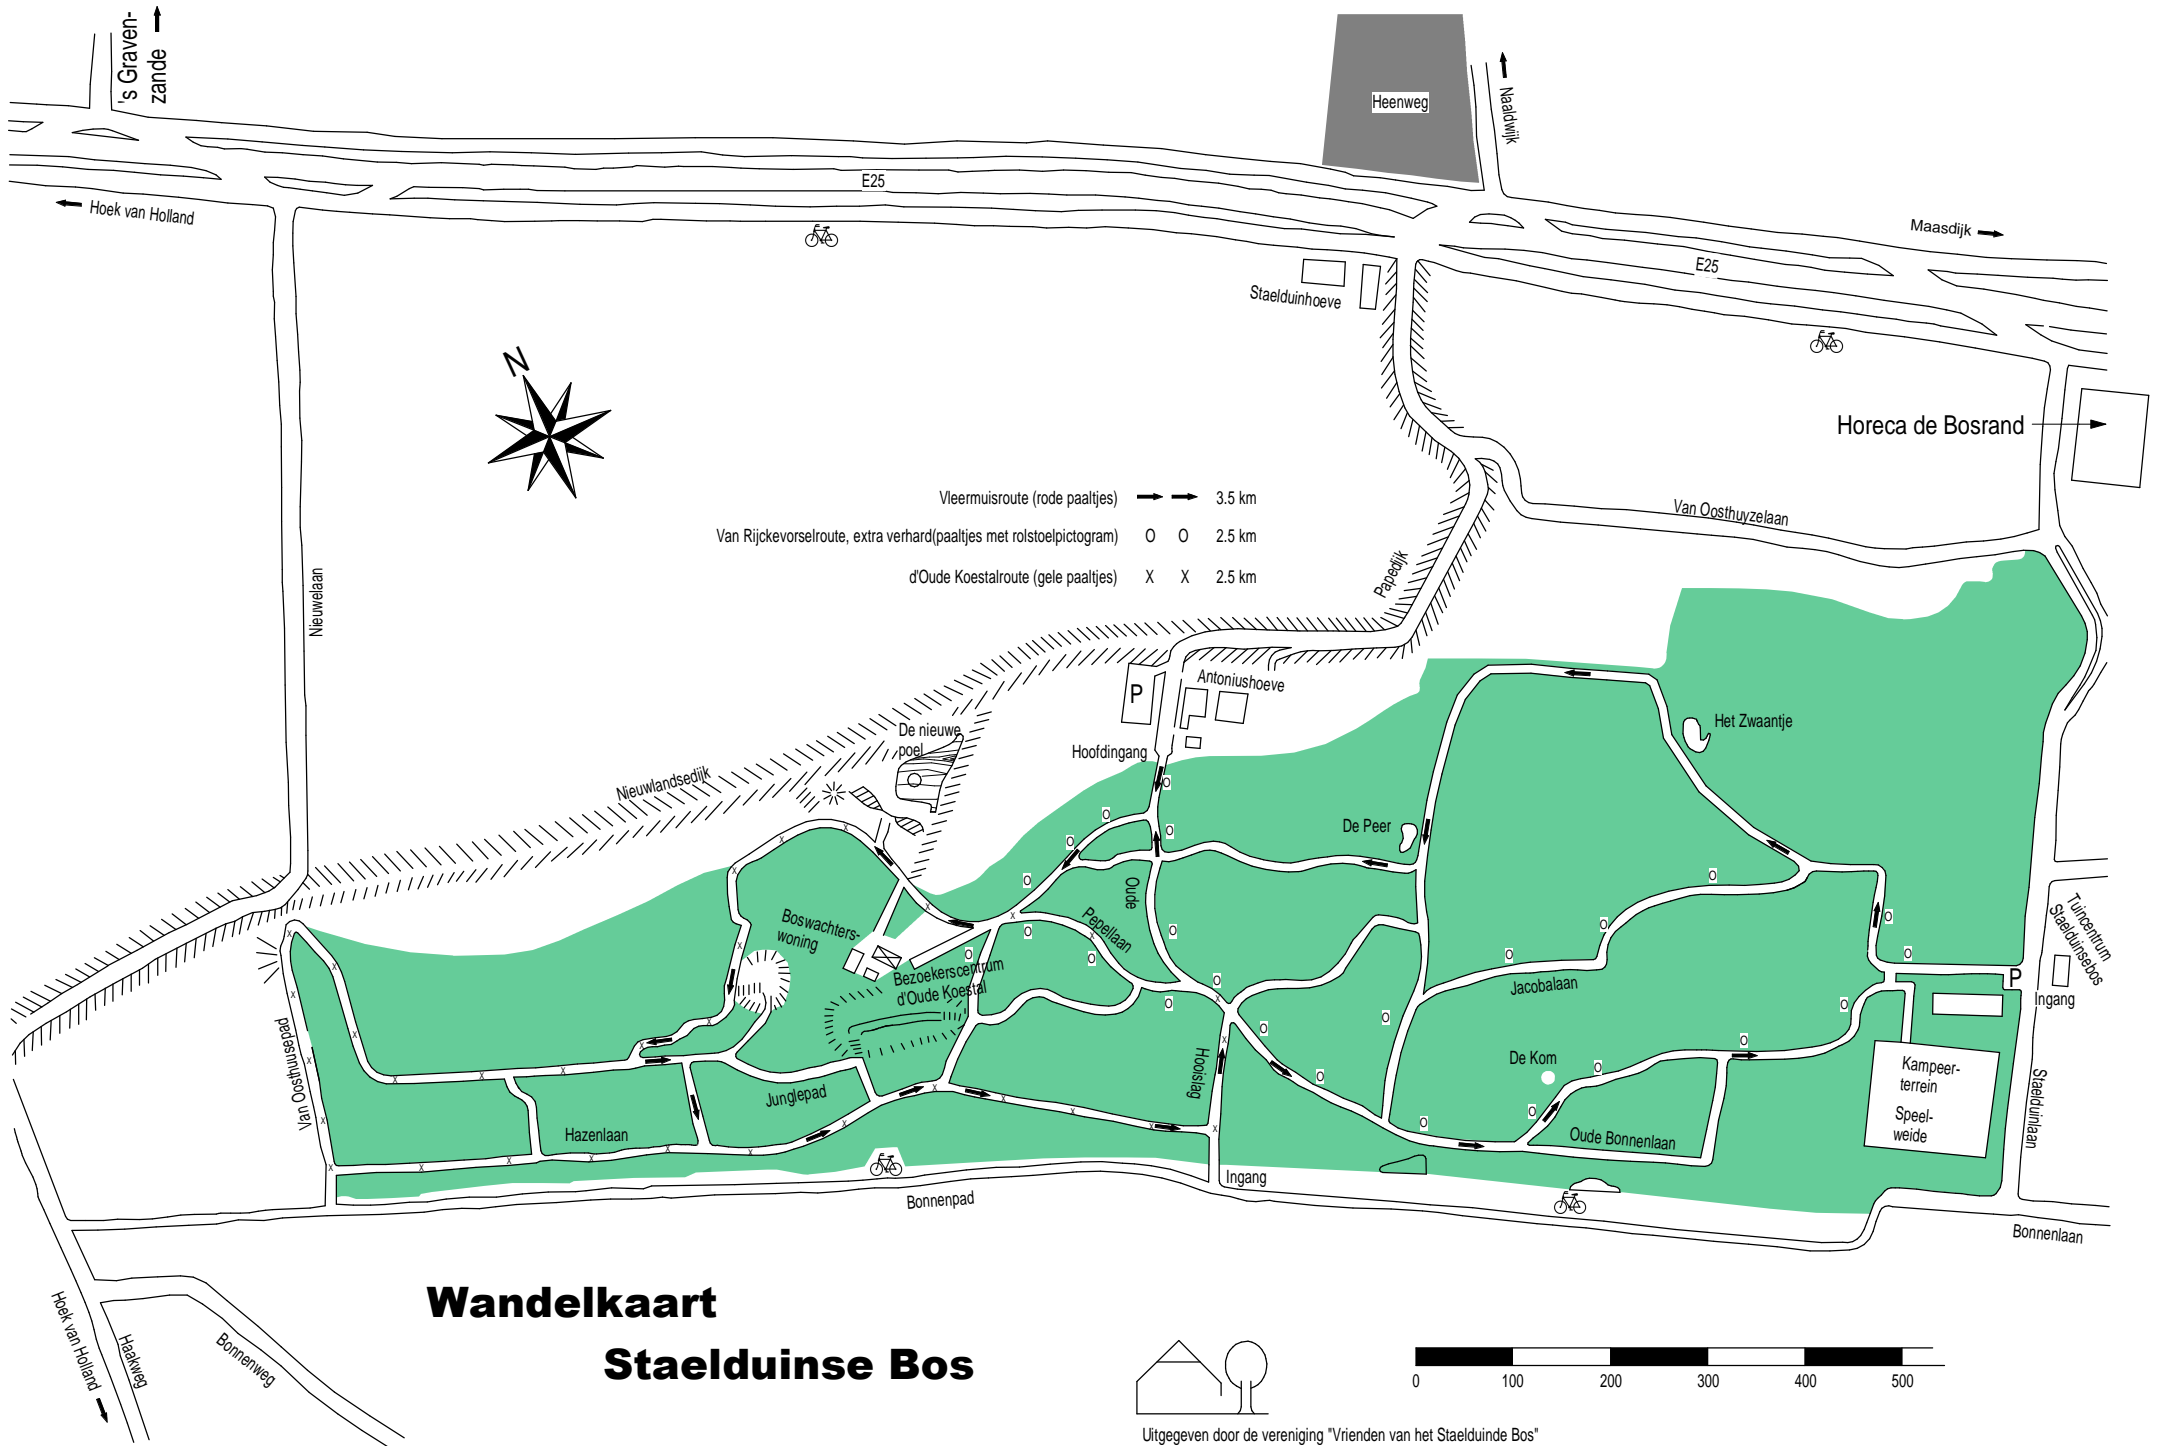 's Graven-
zande
Heenweg
Naaldwijk
E25
Hoek van Holland
Maasdijk
E25
Staelduinhoeve
N
Horeca de Bosrand
Vleermuisroute (rode paaltjes) 3.5 km
Van Rijckevorselroute, extra verhard(paaltjes met rolstoelpictogram) O O 2.5 km
d'Oude Koestalroute (gele paaltjes) X X 2.5 km
Van Oosthuyzelaan
Papedijk
Nieuwelaan
P
Antoniushoeve
Het Zwaantje
De nieuwe
poel
Hoofdingang
Nieuwlandsedijk
De Peer
Oude
Pepellaan
Boswachters-
woning
Tuincentrum
Staelduinsebos
Bezoekerscentrum
d'Oude Koestal
Jacobalaan
P
Ingang
Van Oosthusepad
Hooislag
De Kom
Kampeer-
terrein
Speel-
weide
Staelduinlaan
Junglepad
Hazenlaan
Oude Bonnenlaan
Ingang
Bonnenpad
Bonnenlaan
Wandelkaart
Staelduinse Bos
Hoek van Holland
Haakweg
Bonnenweg
0 100 200 300 400 500
Uitgegeven door de vereniging "Vrienden van het Staelduinde Bos"